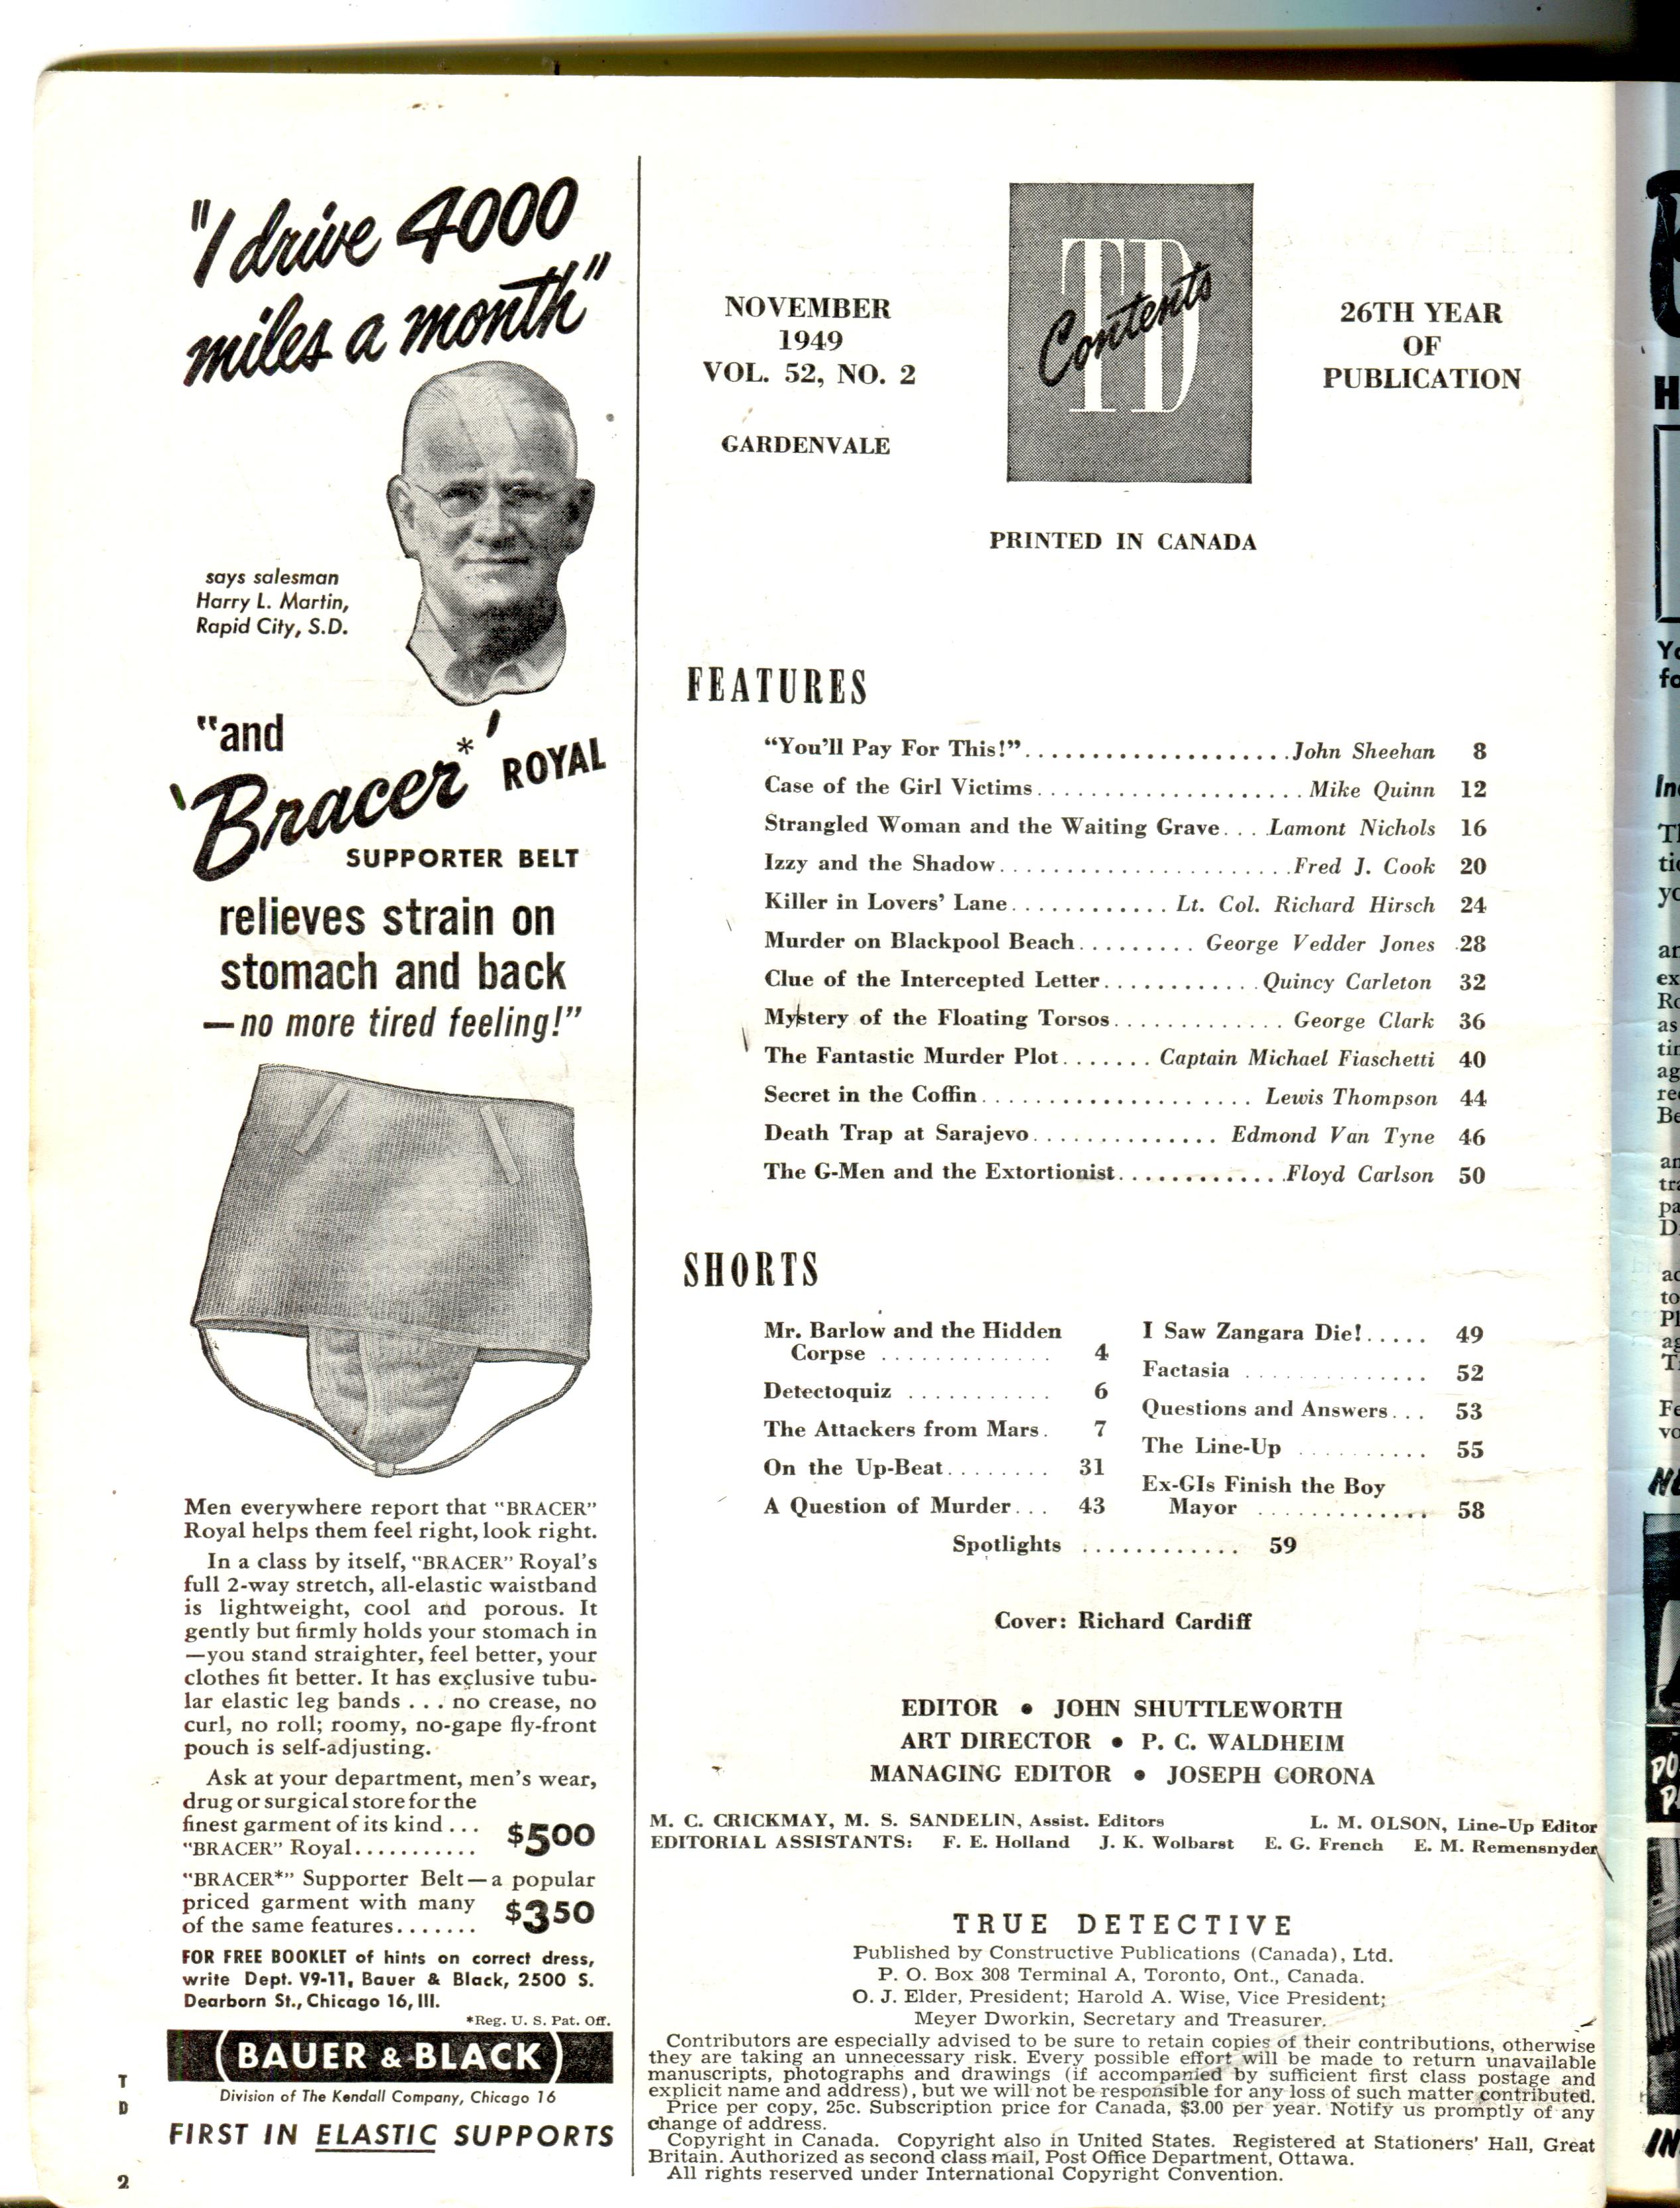 "I drive 4000
miles a month"
says salesman
Harry L. Martin,
Rapid City, S.D.
"and
'Bracer*' ROYAL
SUPPORTER BELT
relieves strain on
stomach and back
—no more tired feeling!"
Men everywhere report that "BRACER"
Royal helps them feel right, look right.
In a class by itself, "BRACER" Royal's
full 2-way stretch, all-elastic waistband
is lightweight, cool and porous. It
gently but firmly holds your stomach in
—you stand straighter, feel better, your
clothes fit better. It has exclusive tubu-
lar elastic leg bands . . . no crease, no
curl, no roll; roomy, no-gape fly-front
pouch is self-adjusting.
Ask at your department, men's wear,
drug or surgical store for the
finest garment of its kind . . .
"BRACER" Royal........... $5.00
"BRACER*" Supporter Belt—a popular
priced garment with many
of the same features....... $3.50
FOR FREE BOOKLET of hints on correct dress,
write Dept. V9-11, Bauer & Black, 2500 S.
Dearborn St., Chicago 16, Ill.
*Reg. U. S. Pat. Off.
(BAUER & BLACK)
Division of The Kendall Company, Chicago 16
FIRST IN ELASTIC SUPPORTS
T
D
2
NOVEMBER
1949
VOL. 52, NO. 2
GARDENVALE
TD
Contents
26TH YEAR
OF
PUBLICATION
PRINTED IN CANADA
FEATURES
"You'll Pay For This!"....................John Sheehan 8
Case of the Girl Victims....................Mike Quinn 12
Strangled Woman and the Waiting Grave....Lamont Nichols 16
Izzy and the Shadow......................Fred J. Cook 20
Killer in Lovers' Lane............Lt. Col. Richard Hirsch 24
Murder on Blackpool Beach.........George Vedder Jones 28
Clue of the Intercepted Letter............Quincy Carleton 32
Mystery of the Floating Torsos.............George Clark 36
The Fantastic Murder Plot.......Captain Michael Fiaschetti 40
Secret in the Coffin.....................Lewis Thompson 44
Death Trap at Sarajevo..............Edmond Van Tyne 46
The G-Men and the Extortionist.............Floyd Carlson 50
SHORTS
Mr. Barlow and the Hidden
Corpse ............. 4
Detectoquiz ........... 6
The Attackers from Mars. 7
On the Up-Beat........ 31
A Question of Murder... 43
I Saw Zangara Die!..... 49
Factasia .............. 52
Questions and Answers... 53
The Line-Up .......... 55
Ex-GIs Finish the Boy
Mayor ............. 58
Spotlights ............ 59
Cover: Richard Cardiff
EDITOR • JOHN SHUTTLEWORTH
ART DIRECTOR • P. C. WALDHEIM
MANAGING EDITOR • JOSEPH CORONA
M. C. CRICKMAY, M. S. SANDELIN, Assist. Editors L. M. OLSON, Line-Up Editor
EDITORIAL ASSISTANTS: F. E. Holland J. K. Wolbarst E. G. French E. M. Remensnyder
TRUE DETECTIVE
Published by Constructive Publications (Canada), Ltd.
P. O. Box 308 Terminal A, Toronto, Ont., Canada.
O. J. Elder, President; Harold A. Wise, Vice President;
Meyer Dworkin, Secretary and Treasurer.
Contributors are especially advised to be sure to retain copies of their contributions, otherwise
they are taking an unnecessary risk. Every possible effort will be made to return unavailable
manuscripts, photographs and drawings (if accompanied by sufficient first class postage and
explicit name and address), but we will not be responsible for any loss of such matter contributed.
Price per copy, 25c. Subscription price for Canada, $3.00 per year. Notify us promptly of any
change of address.
Copyright in Canada. Copyright also in United States. Registered at Stationers' Hall, Great
Britain. Authorized as second class mail, Post Office Department, Ottawa.
All rights reserved under International Copyright Convention.